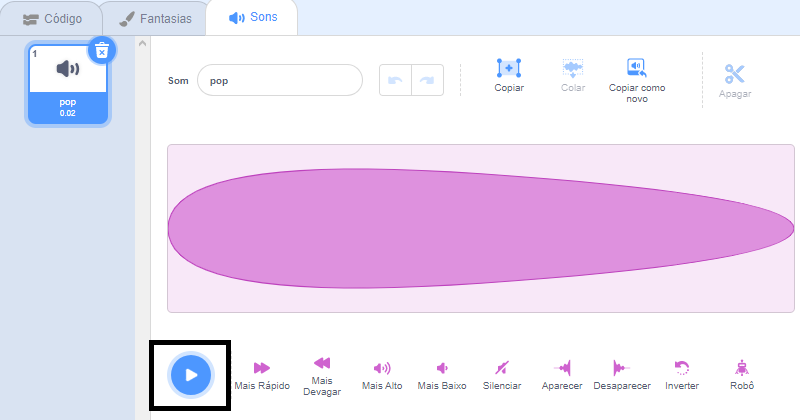 Código
Fantasias
Sons
1
pop
0.02
Som
pop
Copiar
Colar
Copiar como
novo
Apagar
Mais Rápido
Mais
Devagar
Mais Alto
Mais Baixo
Silenciar
Aparecer
Desaparecer
Inverter
Robô